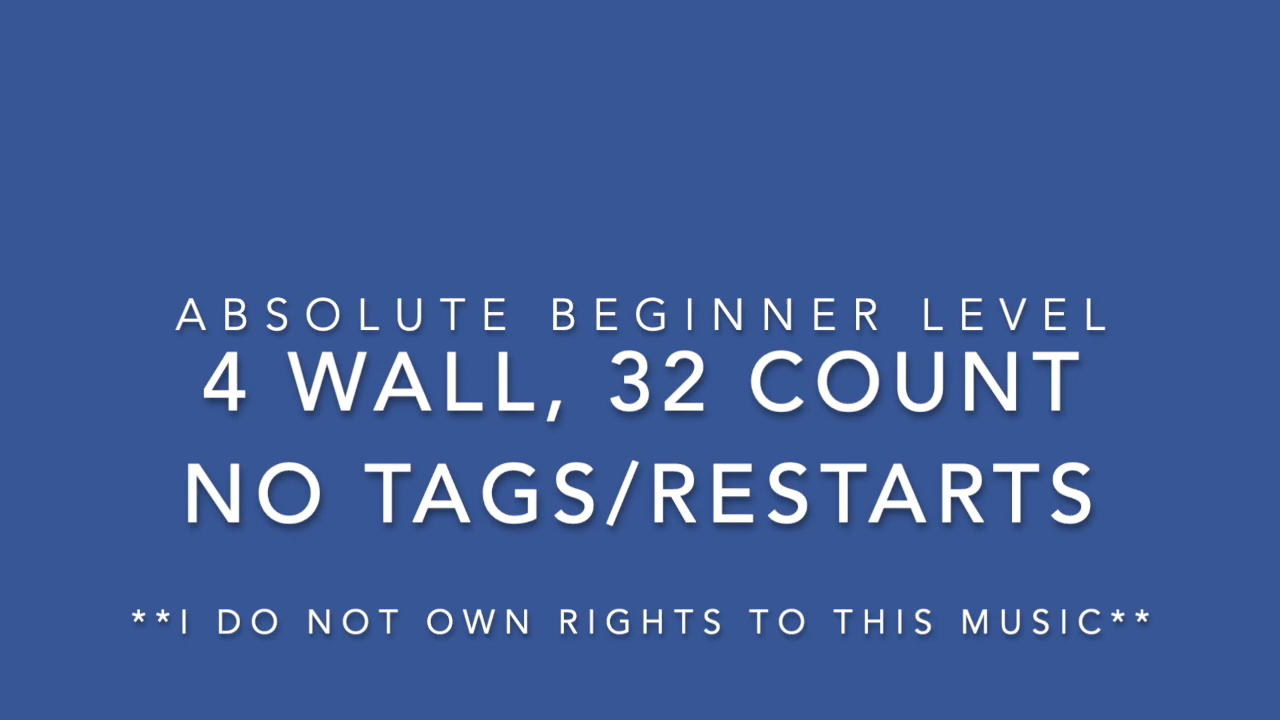 ABSOLUTE BEGINNER LEVEL
4 WALL, 32 COUNT
NO TAGS/RESTARTS
**I DO NOT OWN RIGHTS TO THIS MUSIC**